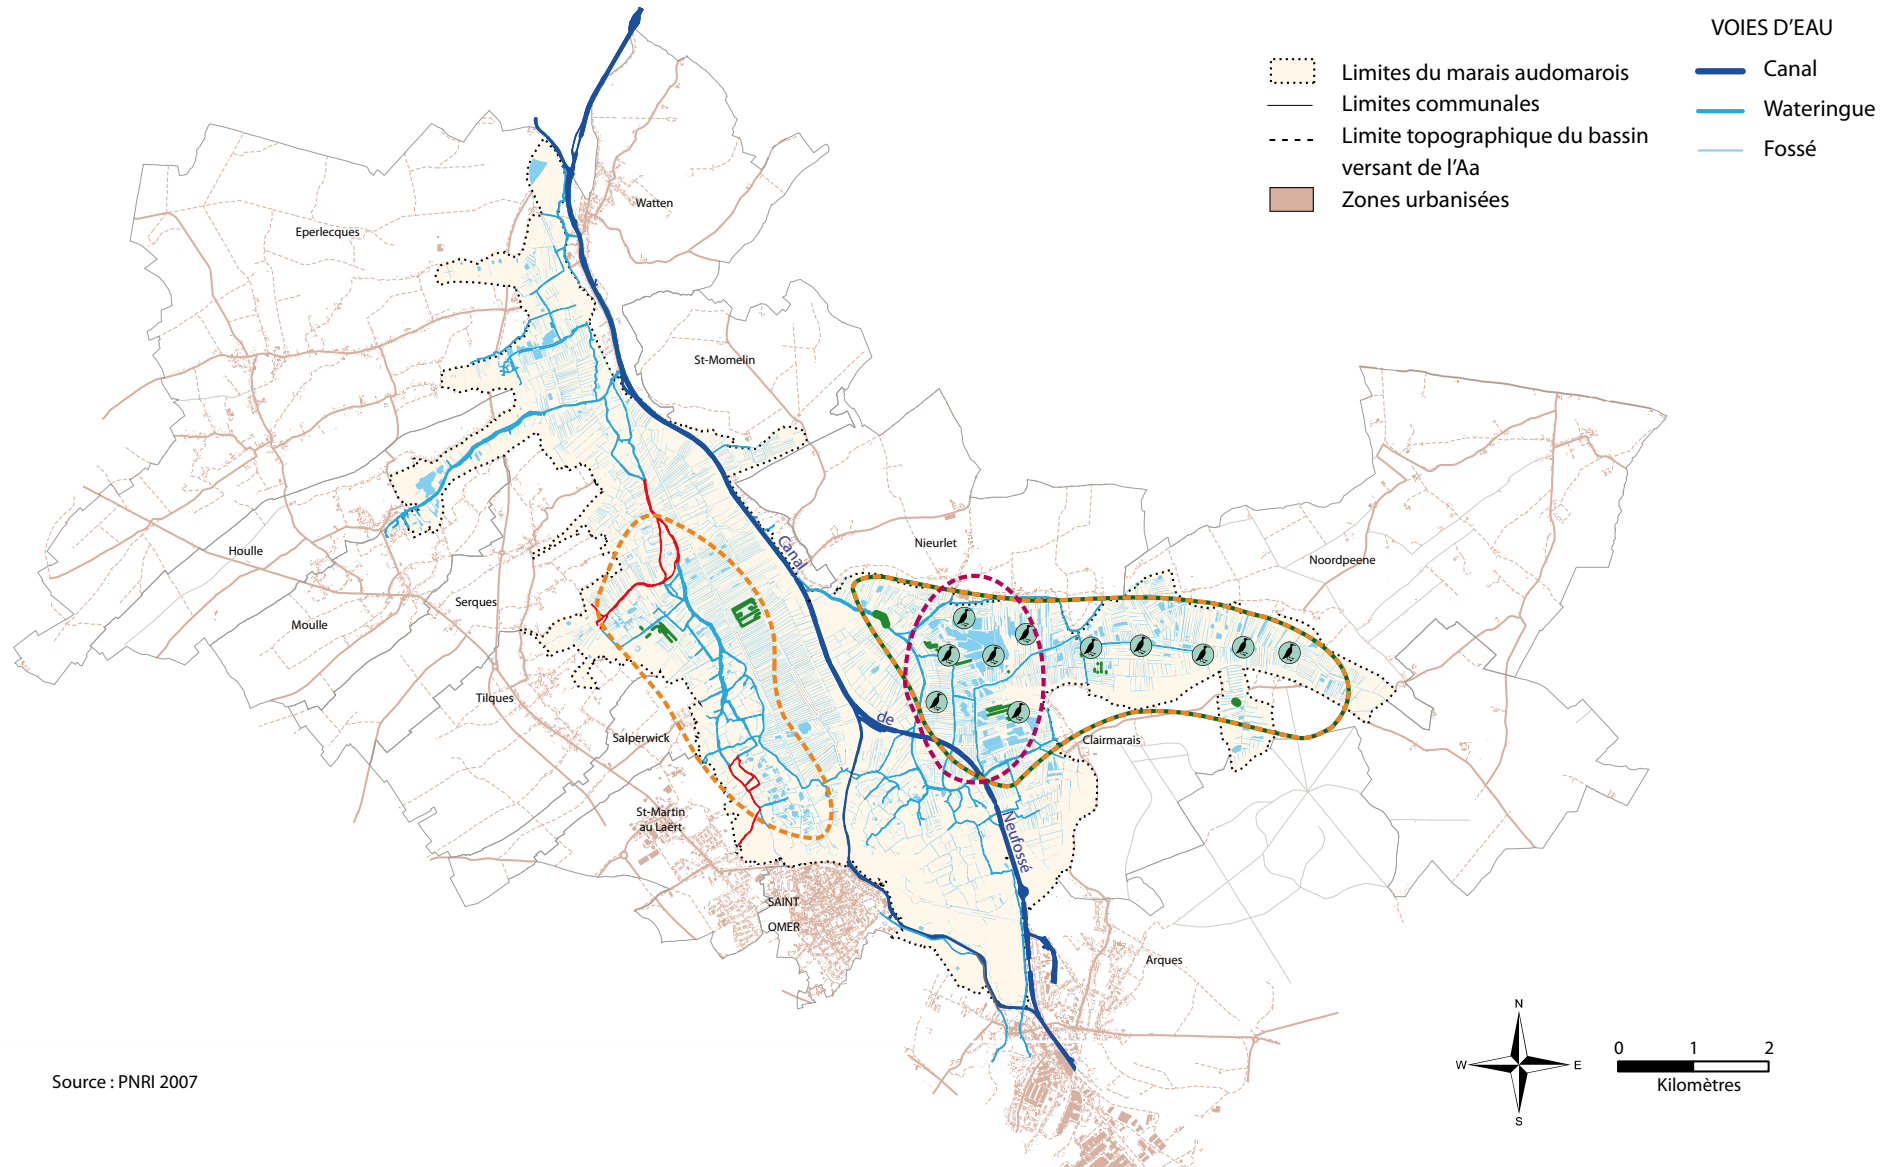 VOIES D'EAU
Limites du marais audomarois
Canal
Limites communales
Wateringue
Limite topographique du bassin
versant de l'Aa
Fossé
Zones urbanisées
Watten
Eperlecques
St-Momelin
Canal
Nieurlet
Houlle
Noordpeene
Serques
Moulle
Tilques
de
Salperwick
Clairmarais
St-Martin
au Laërt
Neufossé
SAINT
OMER
Arques
N
W
E
S
0 1 2
Kilomètres
Source : PNRI 2007